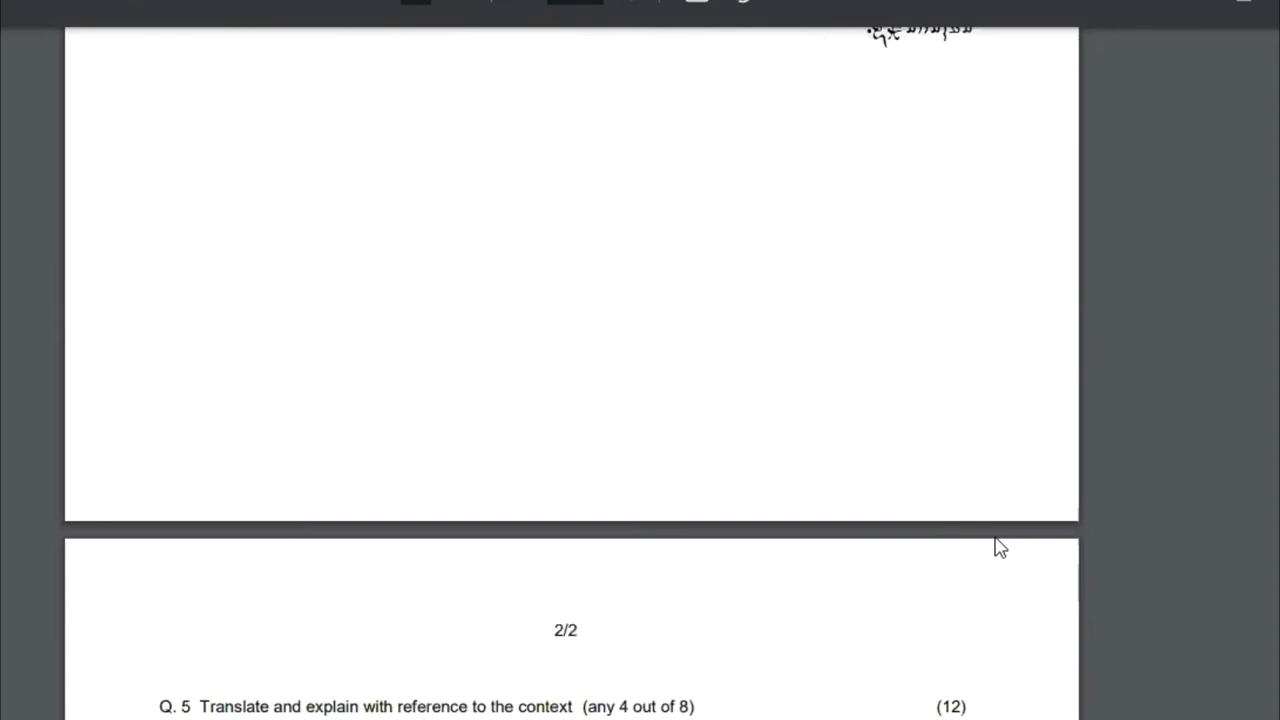 2/2
Q. 5 Translate and explain with reference to the context (any 4 out of 8) (12)